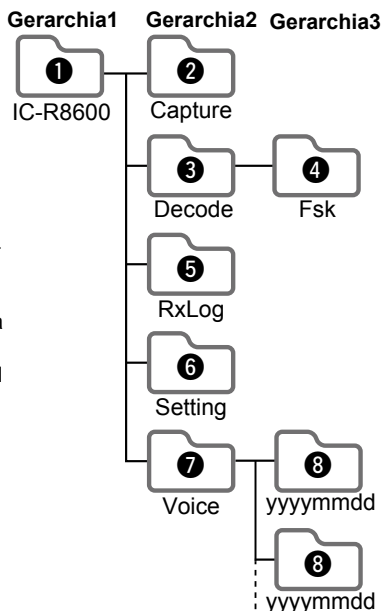 Gerarchia1 Gerarchia2 Gerarchia3
❶ ❷
IC-R8600 Capture
❸ ❹
Decode Fsk
❺
RxLog
a
❻
Setting
❼ ❽
Voice yyyymmdd
❽
yyyymmdd